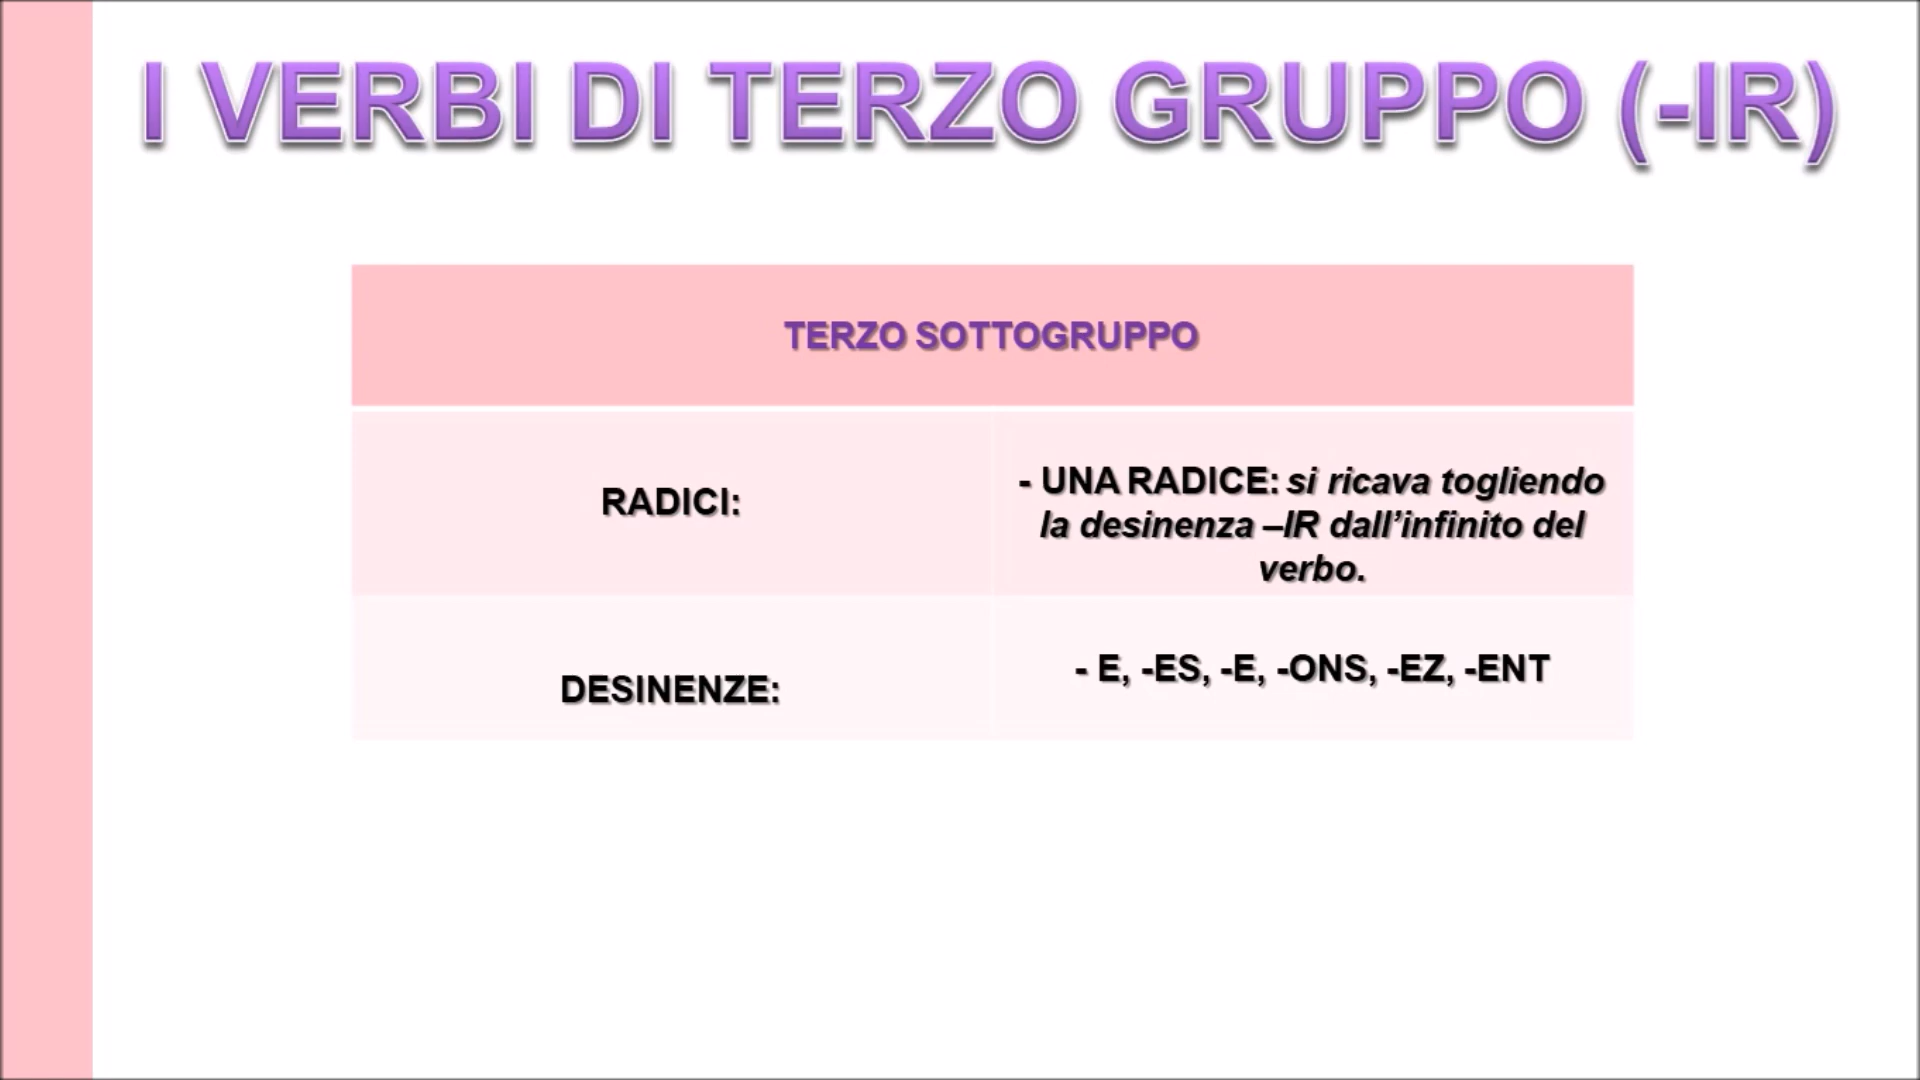 I VERBI DI TERZO GRUPPO (-IR)
TERZO SOTTOGRUPPO
RADICI:
- UNA RADICE: si ricava togliendo
la desinenza –IR dall’infinito del
verbo.
DESINENZE:
- E, -ES, -E, -ONS, -EZ, -ENT